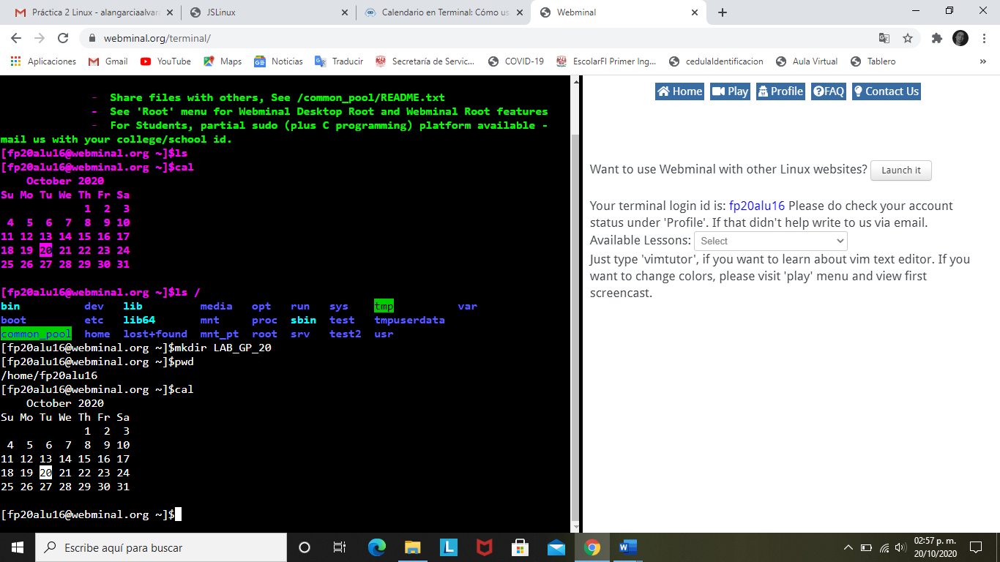 Práctica 2 Linux - alangarciaalvar
JSLinux
Calendario en Terminal: Cómo us
Webminal
webminal.org/terminal/
Aplicaciones
Gmail
YouTube
Maps
Noticias
Traducir
Secretaría de Servic...
COVID-19
EscolarFI Primer Ing...
cedulaIdentificacion
Aula Virtual
Tablero
»
- Share files with others, See /common_pool/README.txt
- See 'Root' menu for Webminal Desktop Root and Webminal Root features
- For Students, partial sudo (plus C programming) platform available -
mail us with your college/school id.
[fp20alu16@webminal.org ~]$ls
[fp20alu16@webminal.org ~]$cal
October 2020
Su Mo Tu We Th Fr Sa
1 2 3
4 5 6 7 8 9 10
11 12 13 14 15 16 17
18 19 20 21 22 23 24
25 26 27 28 29 30 31
[fp20alu16@webminal.org ~]$ls /
bin dev lib media opt run sys tmp var
boot etc lib64 mnt proc sbin test tmpuserdata
common_pool home lost+found mnt_pt root srv test2 usr
[fp20alu16@webminal.org ~]$mkdir LAB_GP_20
[fp20alu16@webminal.org ~]$pwd
/home/fp20alu16
[fp20alu16@webminal.org ~]$cal
October 2020
Su Mo Tu We Th Fr Sa
1 2 3
4 5 6 7 8 9 10
11 12 13 14 15 16 17
18 19 20 21 22 23 24
25 26 27 28 29 30 31
[fp20alu16@webminal.org ~]$
Home
Play
Profile
FAQ
Contact Us
Want to use Webminal with other Linux websites? Launch it
Your terminal login id is: fp20alu16 Please do check your account
status under 'Profile'. If that didn't help write to us via email.
Available Lessons: Select
Just type 'vimtutor', if you want to learn about vim text editor. If you
want to change colors, please visit 'play' menu and view first
screencast.
Escribe aquí para buscar
02:57 p. m.
20/10/2020